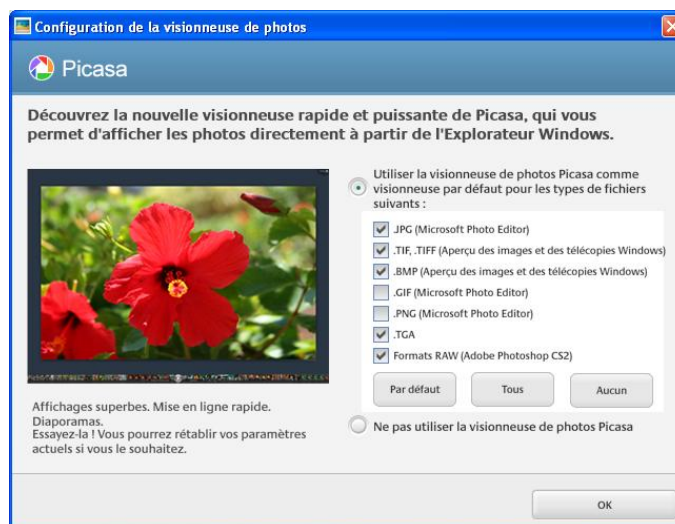 Configuration de la visionneuse de photos
Picasa
Découvrez la nouvelle visionneuse rapide et puissante de Picasa, qui vous
permet d'afficher les photos directement à partir de l'Explorateur Windows.
Utiliser la visionneuse de photos Picasa comme
visionneuse par défaut pour les types de fichiers
suivants :
.JPG (Microsoft Photo Editor)
.TIF, .TIFF (Aperçu des images et des télécopies Windows)
.BMP (Aperçu des images et des télécopies Windows)
.GIF (Microsoft Photo Editor)
.PNG (Microsoft Photo Editor)
.TGA
Formats RAW (Adobe Photoshop CS2)
Par défaut
Tous
Aucun
Affichages superbes. Mise en ligne rapide.
Diaporamas.
Essayez-la ! Vous pourrez rétablir vos paramètres
actuels si vous le souhaitez.
Ne pas utiliser la visionneuse de photos Picasa
OK